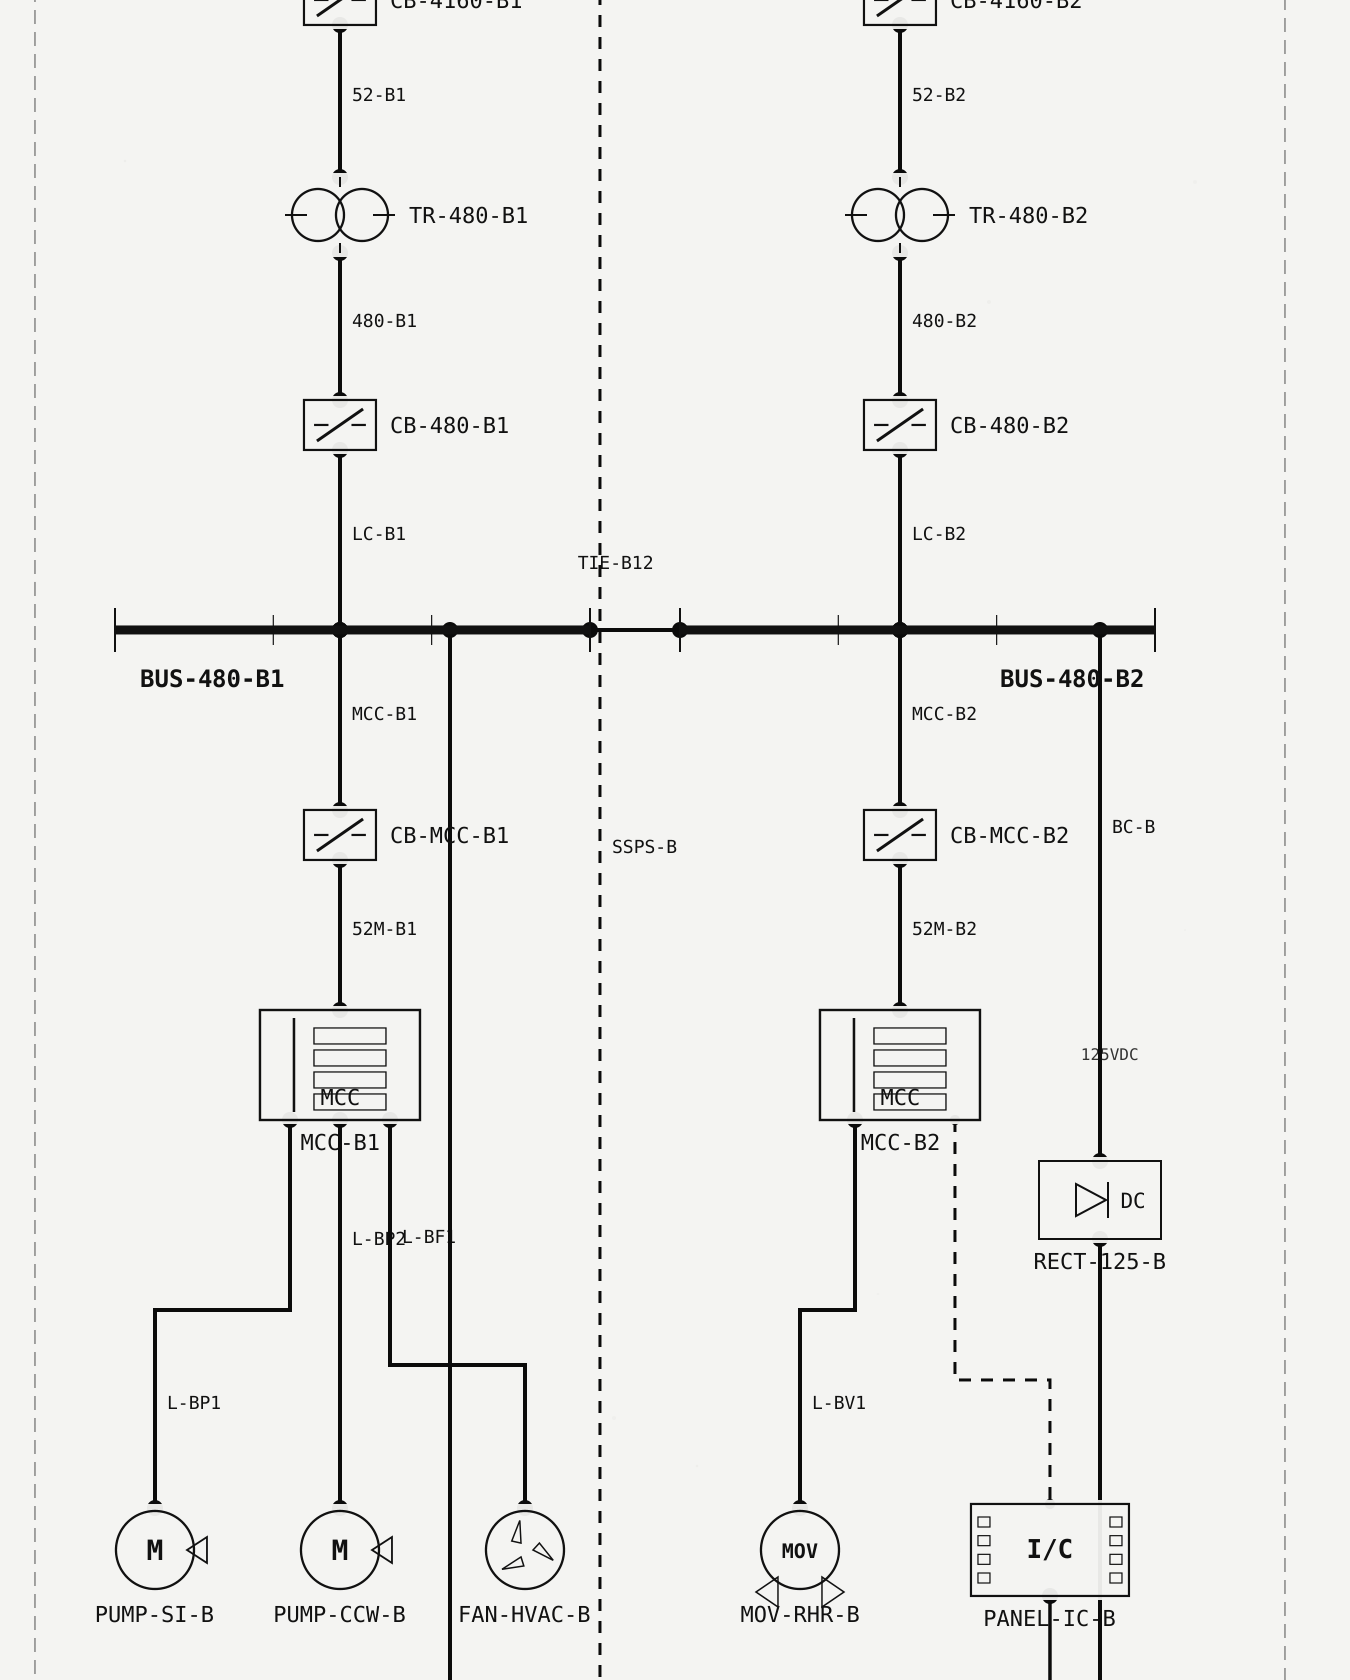 CB-4160-B1
CB-4160-B2
52-B1
52-B2
TR-480-B1
TR-480-B2
480-B1
480-B2
CB-480-B1
CB-480-B2
LC-B1
LC-B2
TIE-B12
BUS-480-B1
BUS-480-B2
MCC-B1
MCC-B2
BC-B
CB-MCC-B1
SSPS-B
CB-MCC-B2
52M-B1
52M-B2
125VDC
MCC
MCC
MCC-B1
MCC-B2
DC
L-BP2
L-BF1
RECT-125-B
L-BP1
L-BV1
M
M
MOV
I/C
PUMP-SI-B
PUMP-CCW-B
FAN-HVAC-B
MOV-RHR-B
PANEL-IC-B